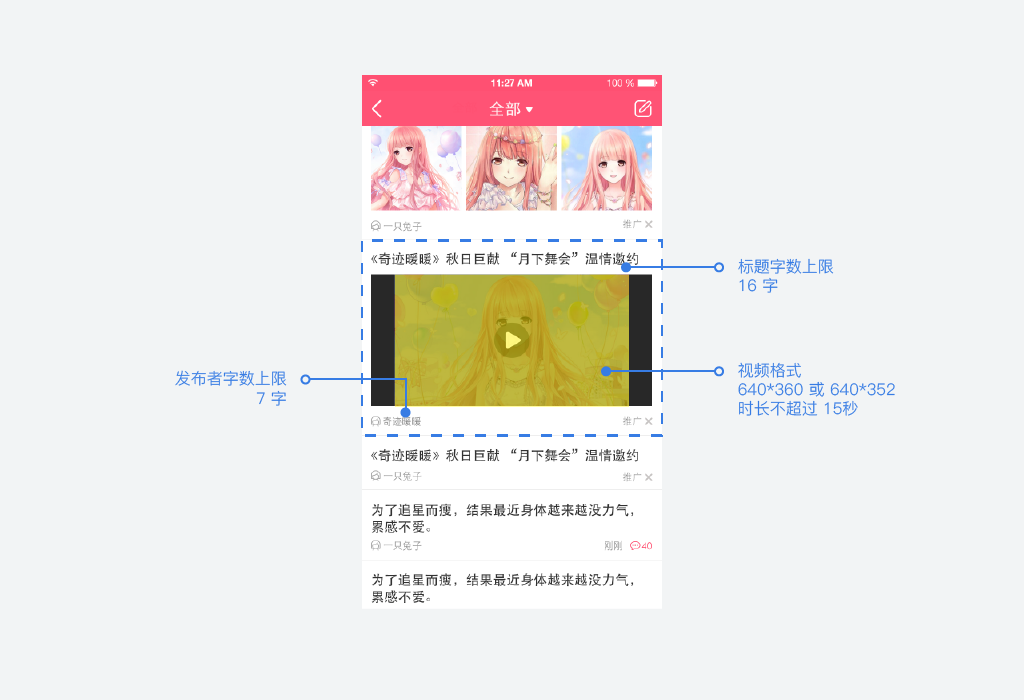 11:27 AM
100 %
全部
一只兔子
推广
《奇迹暖暖》秋日巨献 “月下舞会”温情邀约
标题字数上限
16 字
视频格式
640*360 或 640*352
时长不超过 15秒
发布者字数上限
7 字
奇迹暖暖
推广
《奇迹暖暖》秋日巨献 “月下舞会”温情邀约
一只兔子
推广
为了追星而瘦，结果最近身体越来越没力气，
累感不爱。
一只兔子
刚刚
40
为了追星而瘦，结果最近身体越来越没力气，
累感不爱。